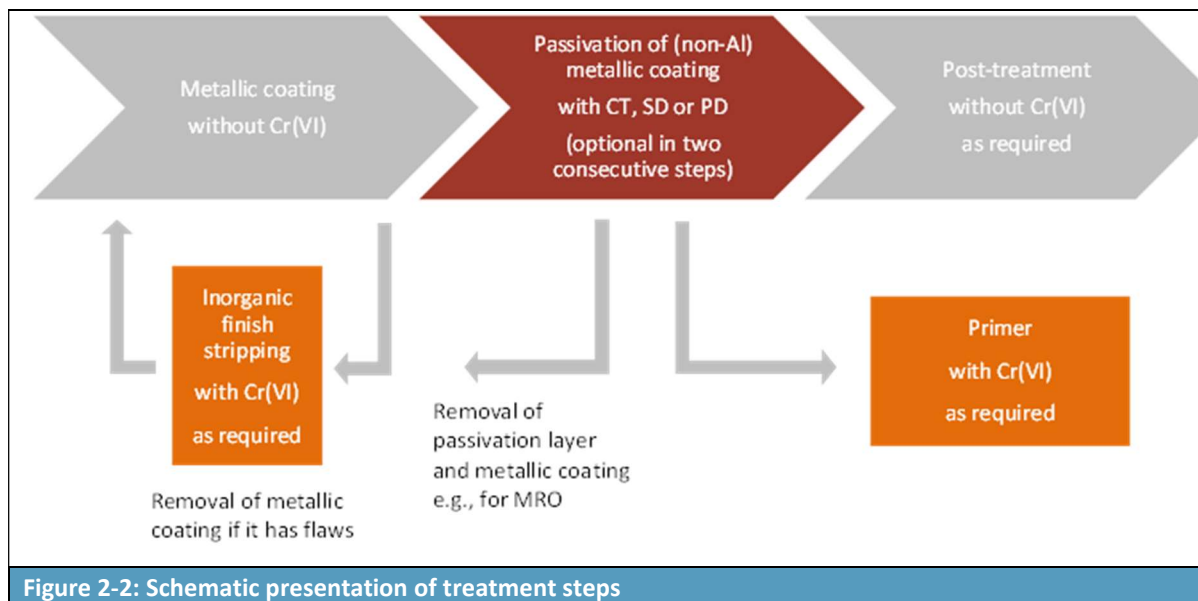 Metallic coating
without Cr(VI)
Passivation of (non-Al)
metallic coating
with CT, SD or PD
(optional in two
consecutive steps)
Post-treatment
without Cr(VI)
as required
Inorganic
finish
stripping
with Cr(VI)
as required
Removal of metallic
coating if it has flaws
Removal of
passivation layer
and metallic coating
e.g., for MRO
Primer
with Cr(VI)
as required
Figure 2-2: Schematic presentation of treatment steps